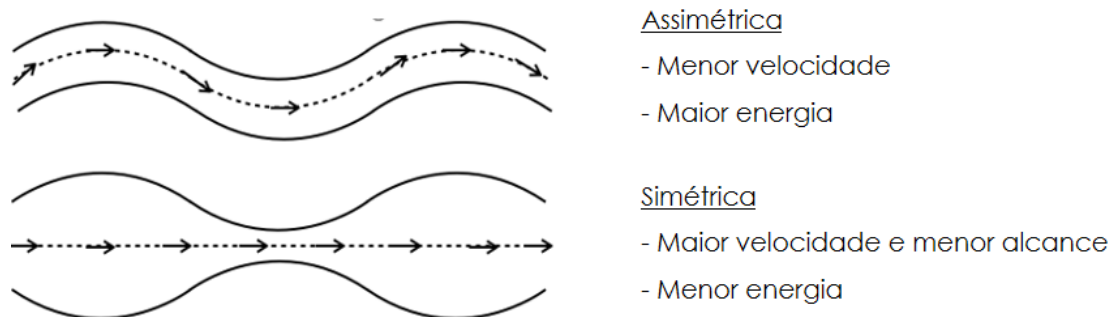 Assimétrica
- Menor velocidade
- Maior energia
Simétrica
- Maior velocidade e menor alcance
- Menor energia